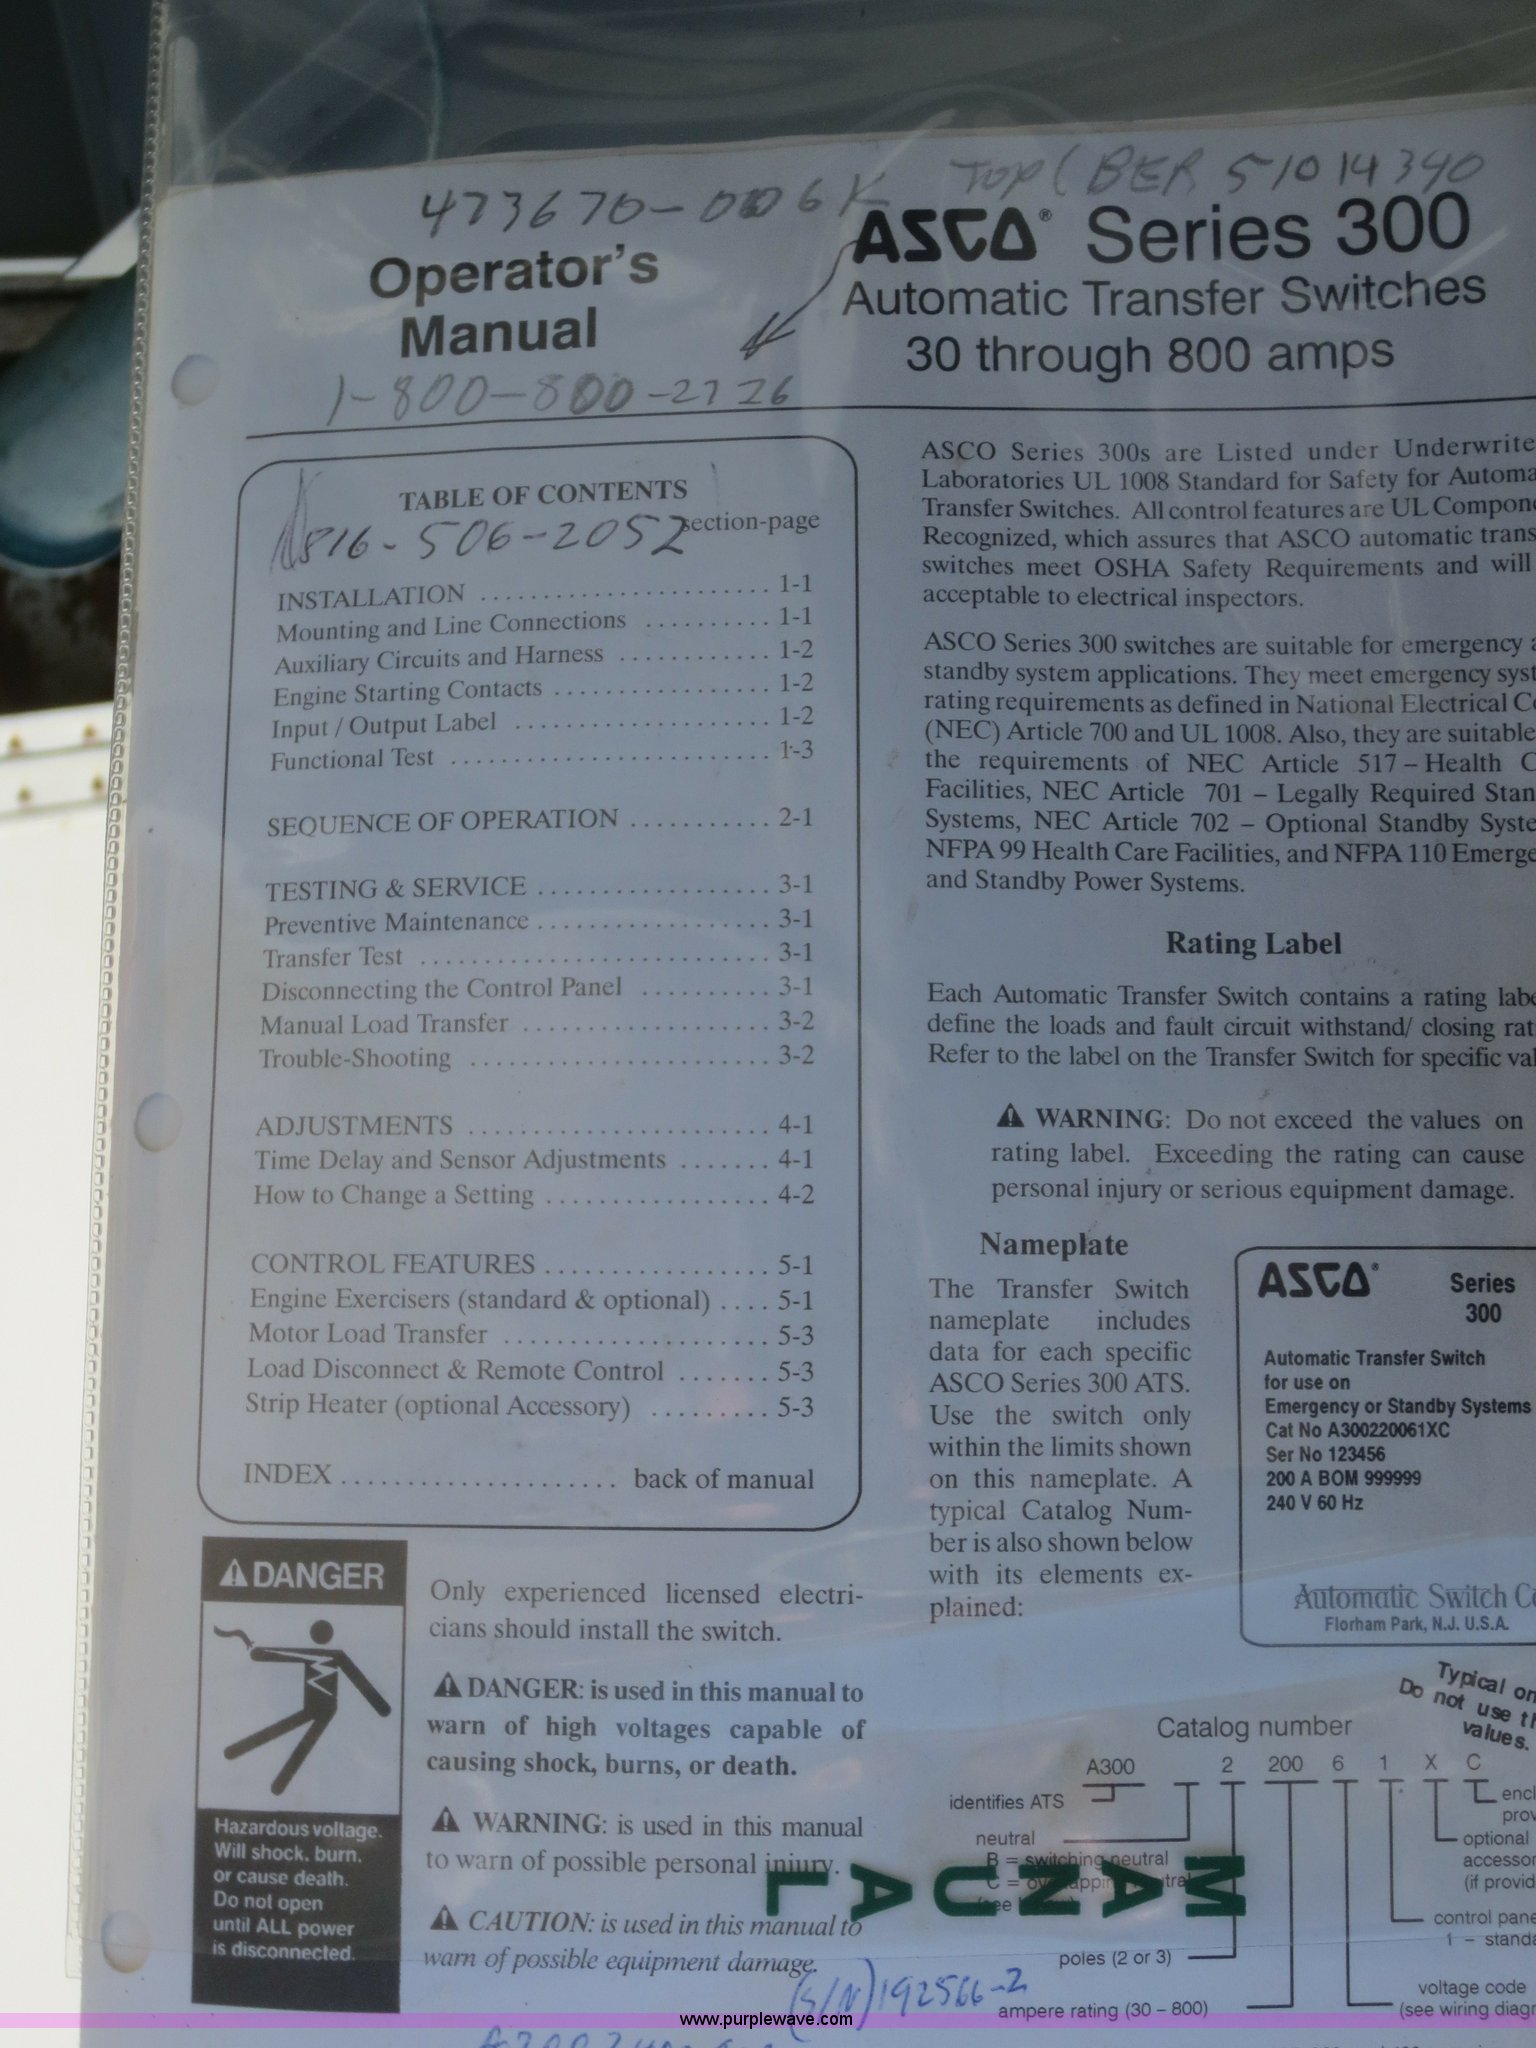 473670-006K Top( BER 51014340
Operator's
Manual
1-800-800-2726
ASCO® Series 300
Automatic Transfer Switches
30 through 800 amps
TABLE OF CONTENTS
section-page
816-506-2052
INSTALLATION ........................ 1-1
Mounting and Line Connections .......... 1-1
Auxiliary Circuits and Harness ............ 1-2
Engine Starting Contacts .................. 1-2
Input / Output Label ..................... 1-2
Functional Test .......................... 1-3
SEQUENCE OF OPERATION ........... 2-1
TESTING & SERVICE .................. 3-1
Preventive Maintenance ................... 3-1
Transfer Test ............................ 3-1
Disconnecting the Control Panel .......... 3-1
Manual Load Transfer .................... 3-2
Trouble-Shooting ........................ 3-2
ADJUSTMENTS ........................ 4-1
Time Delay and Sensor Adjustments ....... 4-1
How to Change a Setting .................. 4-2
CONTROL FEATURES .................. 5-1
Engine Exercisers (standard & optional) .... 5-1
Motor Load Transfer ..................... 5-3
Load Disconnect & Remote Control ....... 5-3
Strip Heater (optional Accessory) ......... 5-3
INDEX ..................... back of manual
DANGER
Hazardous voltage.
Will shock, burn,
or cause death.
Do not open
until ALL power
is disconnected.
Only experienced licensed electri-
cians should install the switch.
DANGER: is used in this manual to
warn of high voltages capable of
causing shock, burns, or death.
WARNING: is used in this manual
to warn of possible personal injury.
CAUTION: is used in this manual to
warn of possible equipment damage.
ASCO Series 300s are Listed under Underwrite
Laboratories UL 1008 Standard for Safety for Automa
Transfer Switches. All control features are UL Compon
Recognized, which assures that ASCO automatic trans
switches meet OSHA Safety Requirements and will
acceptable to electrical inspectors.
ASCO Series 300 switches are suitable for emergency a
standby system applications. They meet emergency syst
rating requirements as defined in National Electrical Co
(NEC) Article 700 and UL 1008. Also, they are suitable
the requirements of NEC Article 517 – Health C
Facilities, NEC Article 701 – Legally Required Stan
Systems, NEC Article 702 – Optional Standby Syste
NFPA 99 Health Care Facilities, and NFPA 110 Emerge
and Standby Power Systems.
Rating Label
Each Automatic Transfer Switch contains a rating labe
define the loads and fault circuit withstand/ closing rat
Refer to the label on the Transfer Switch for specific val
WARNING: Do not exceed the values on
rating label. Exceeding the rating can cause
personal injury or serious equipment damage.
Nameplate
The Transfer Switch
nameplate includes
data for each specific
ASCO Series 300 ATS.
Use the switch only
within the limits shown
on this nameplate. A
typical Catalog Num-
ber is also shown below
with its elements ex-
plained:
ASCO® Series
300
Automatic Transfer Switch
for use on
Emergency or Standby Systems
Cat No A300220061XC
Ser No 123456
200 A BOM 999999
240 V 60 Hz
Automatic Switch Co
Florham Park, N.J. U.S.A.
Typical on
Do not use th
values.
Catalog number
A300 2 200 6 1 X C
identifies ATS
neutral
B = switching neutral
C = overlapping neutral
poles (2 or 3)
ampere rating (30 – 800)
encl
prov
optional
accessor
(if provid
control pane
1 – standa
voltage code
(see wiring diagr
MANUAL
(S/N) 192566-2
www.purplewave.com